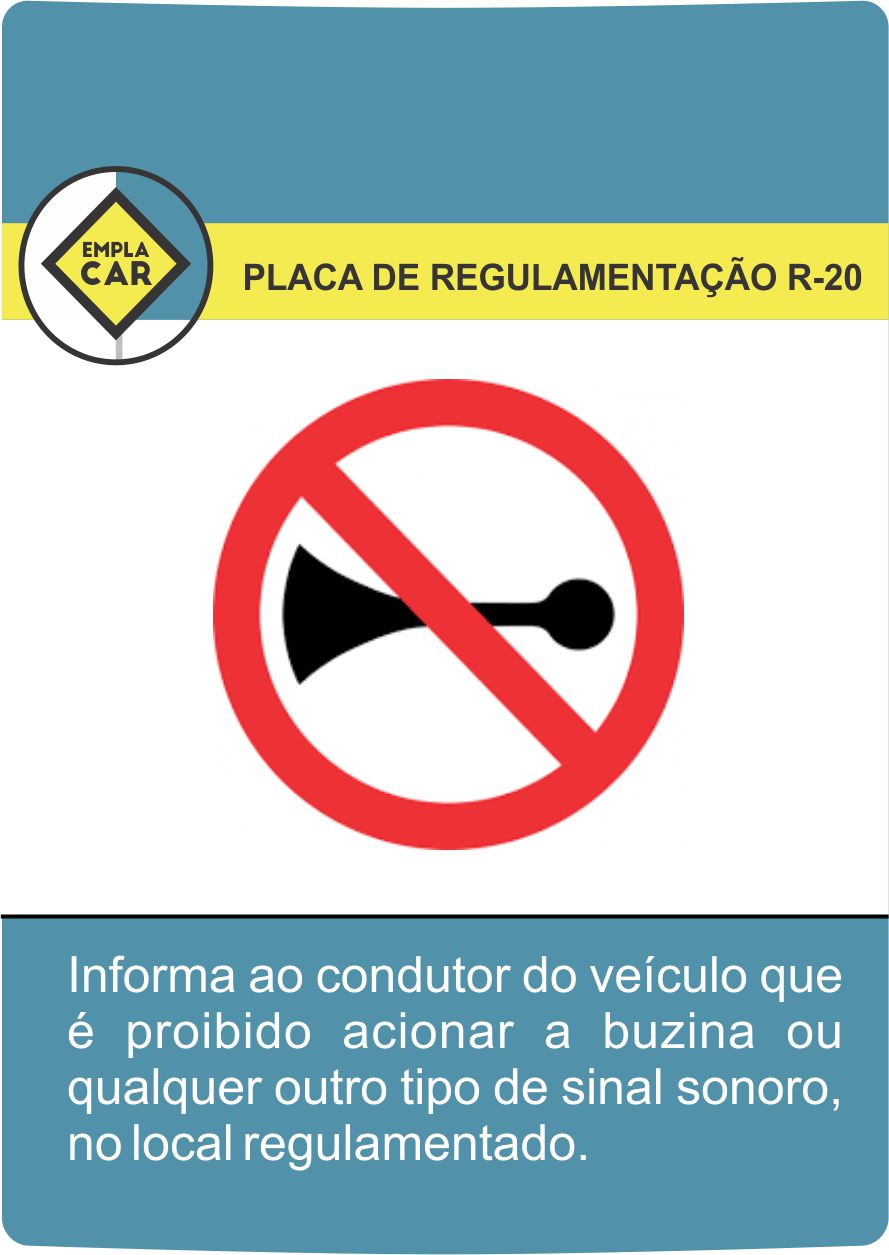 EMPLA
CAR
PLACA DE REGULAMENTAÇÃO R-20
Informa ao condutor do veículo que
é proibido acionar a buzina ou
qualquer outro tipo de sinal sonoro,
no local regulamentado.